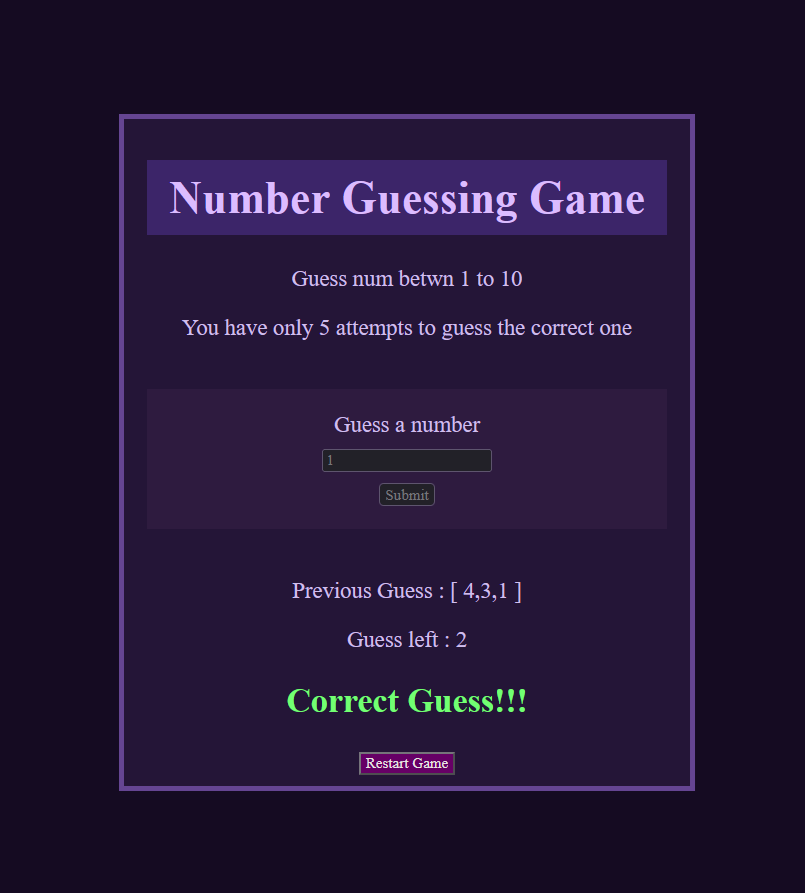 Number Guessing Game
Guess num betwn 1 to 10
You have only 5 attempts to guess the correct one
Guess a number
1
Submit
Previous Guess : [ 4,3,1 ]
Guess left : 2
Correct Guess!!!
Restart Game